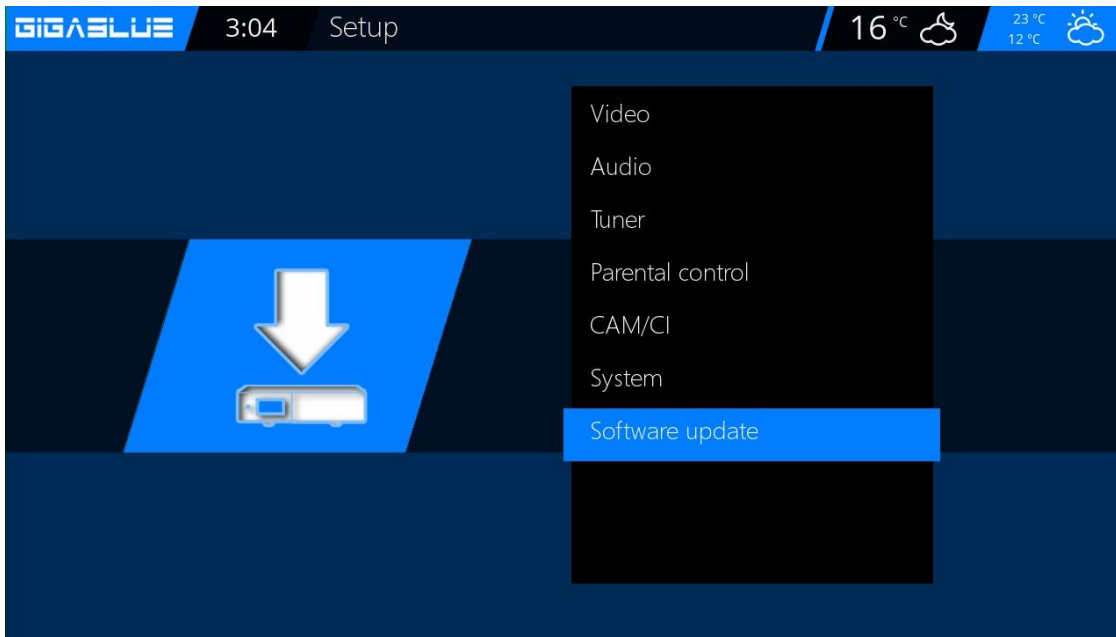 GIGABLUE
3:04 Setup
16 °C
23 °C
12 °C
Video
Audio
Tuner
Parental control
CAM/CI
System
Software update